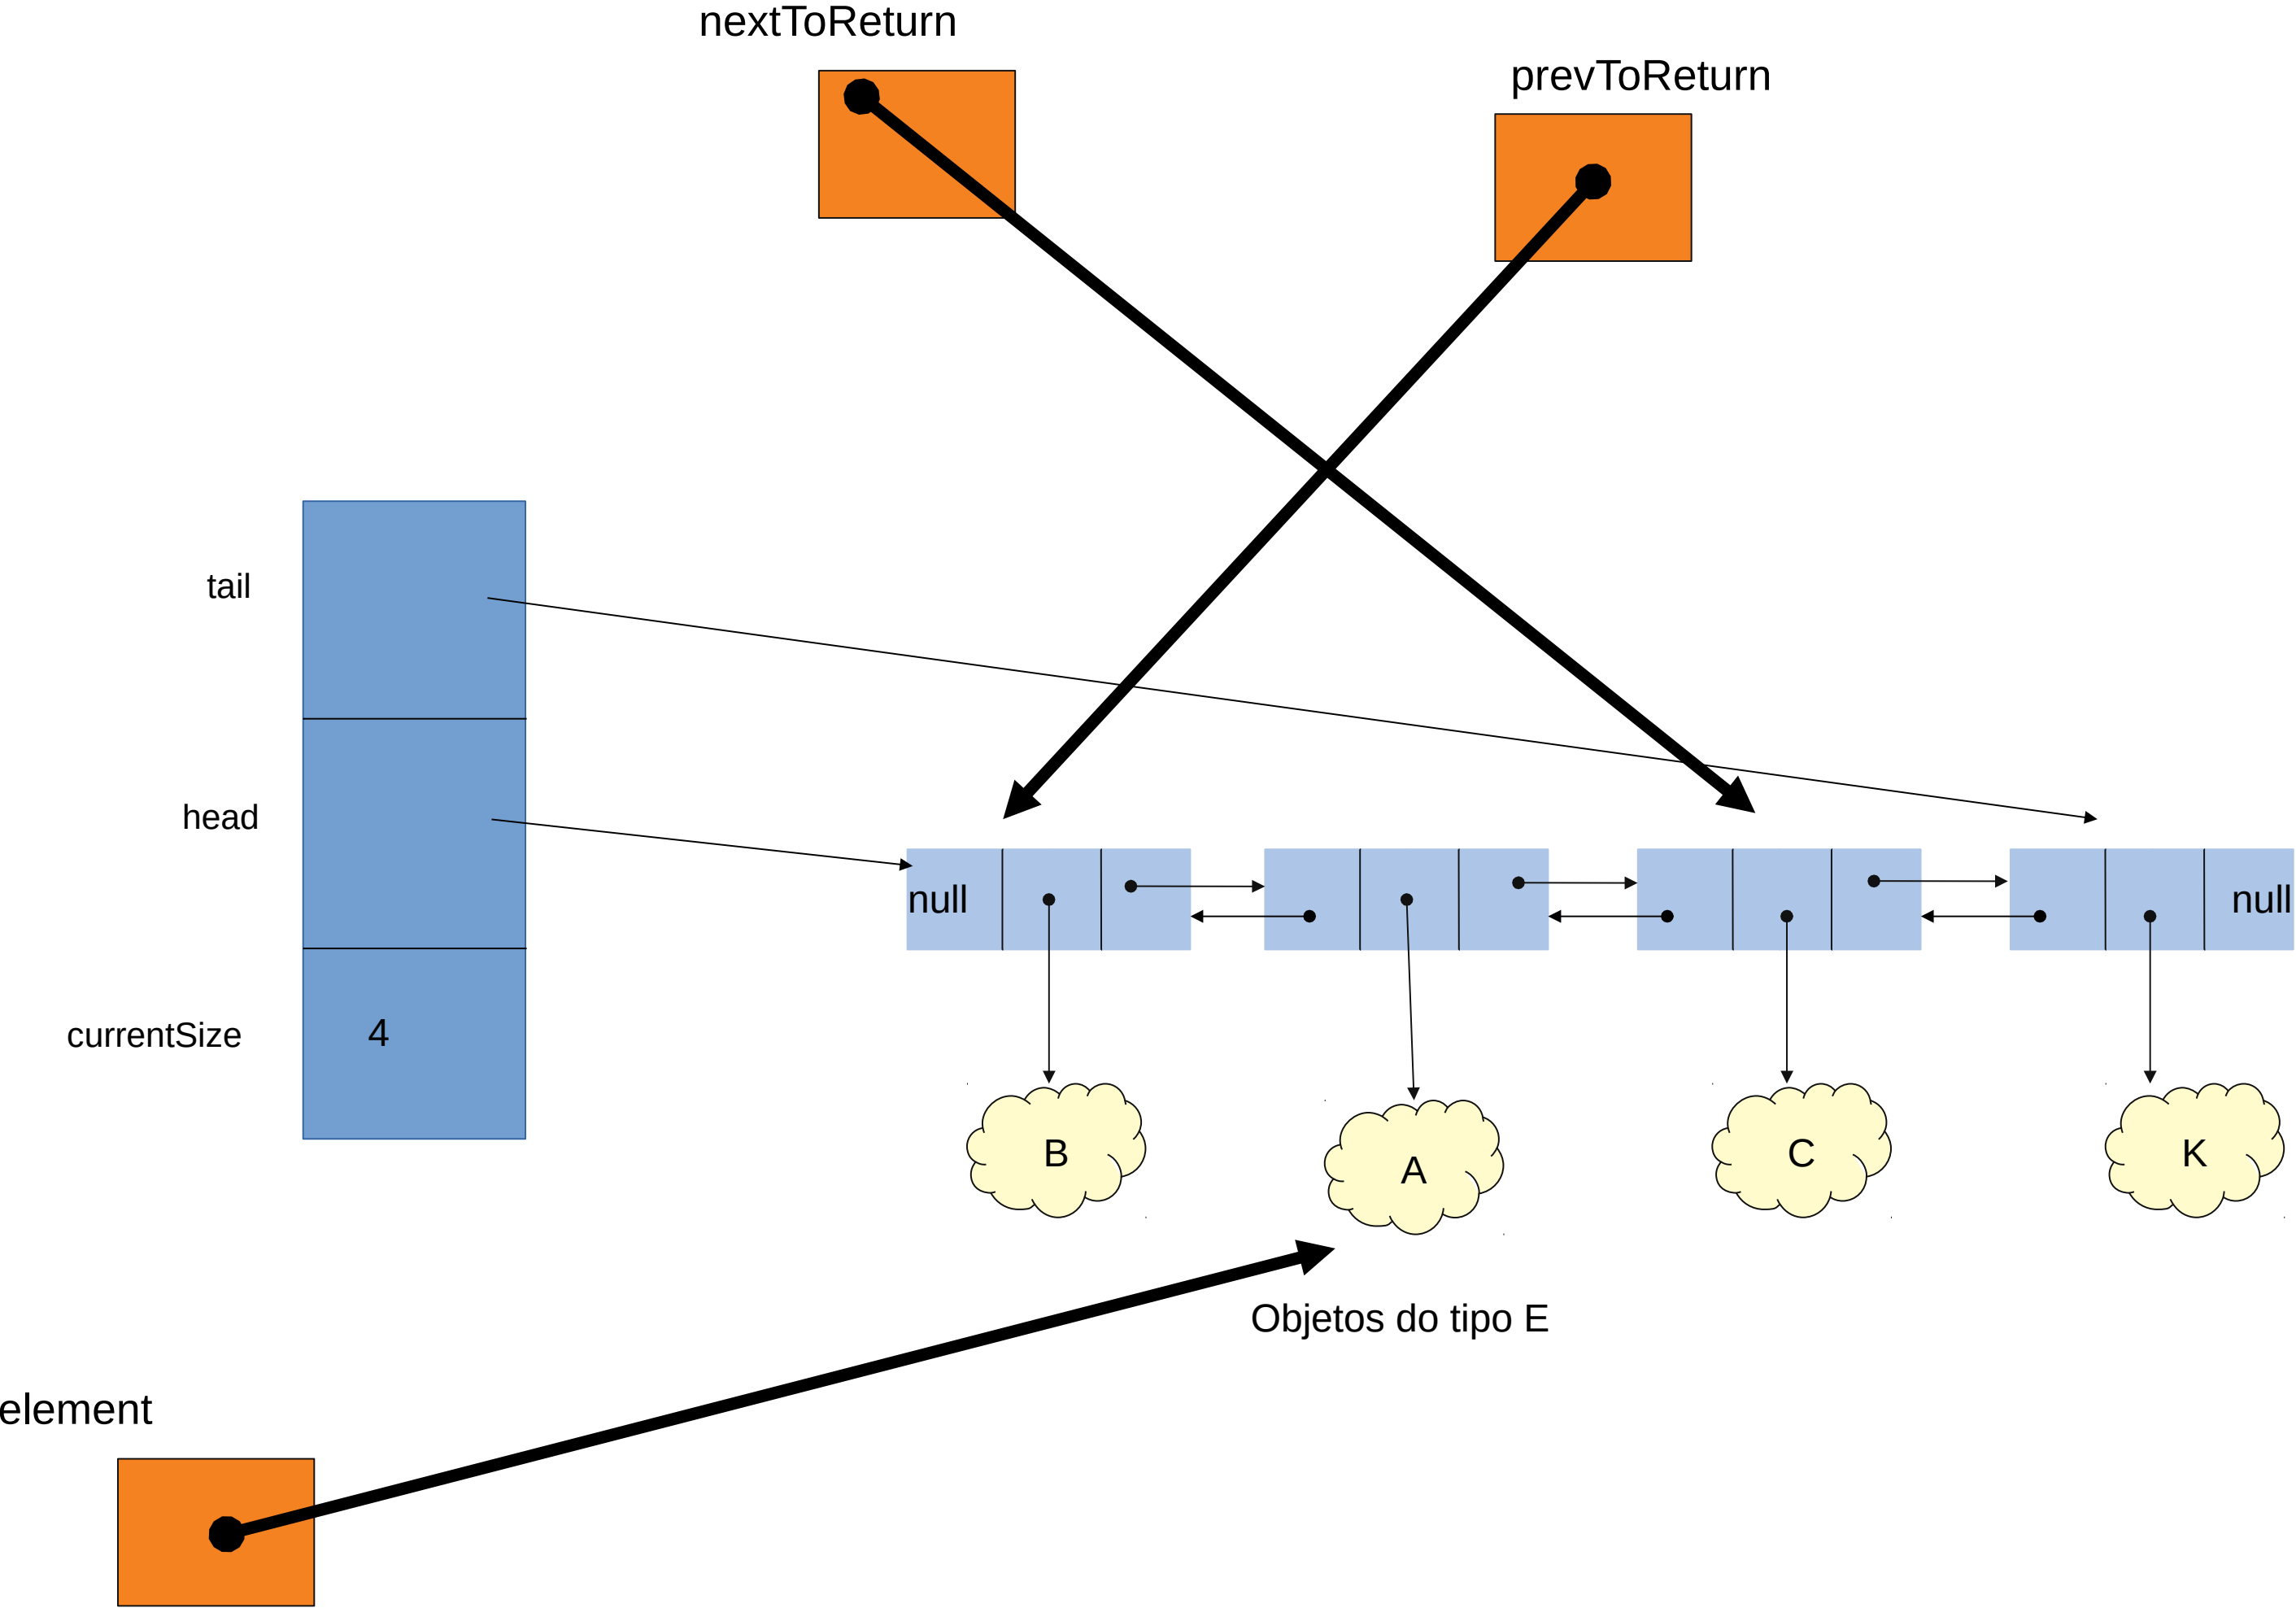 nextToReturn
prevToReturn
tail
head
null
null
currentSize
4
B
A
C
K
Objetos do tipo E
element